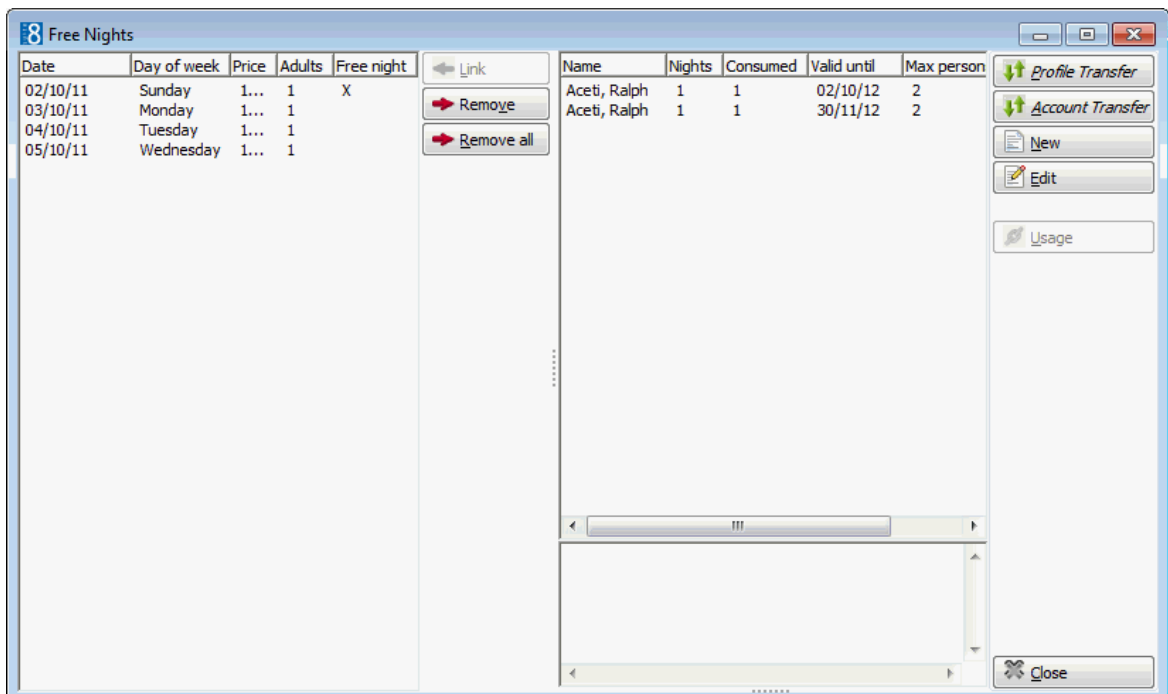 8 Free Nights
Date Day of week Price Adults Free night
02/10/11 Sunday 1... 1 X
03/10/11 Monday 1... 1
04/10/11 Tuesday 1... 1
05/10/11 Wednesday 1... 1
Link
Remove
Remove all
Name Nights Consumed Valid until Max person
Aceti, Ralph 1 1 02/10/12 2
Aceti, Ralph 1 1 30/11/12 2
Profile Transfer
Account Transfer
New
Edit
Usage
Close